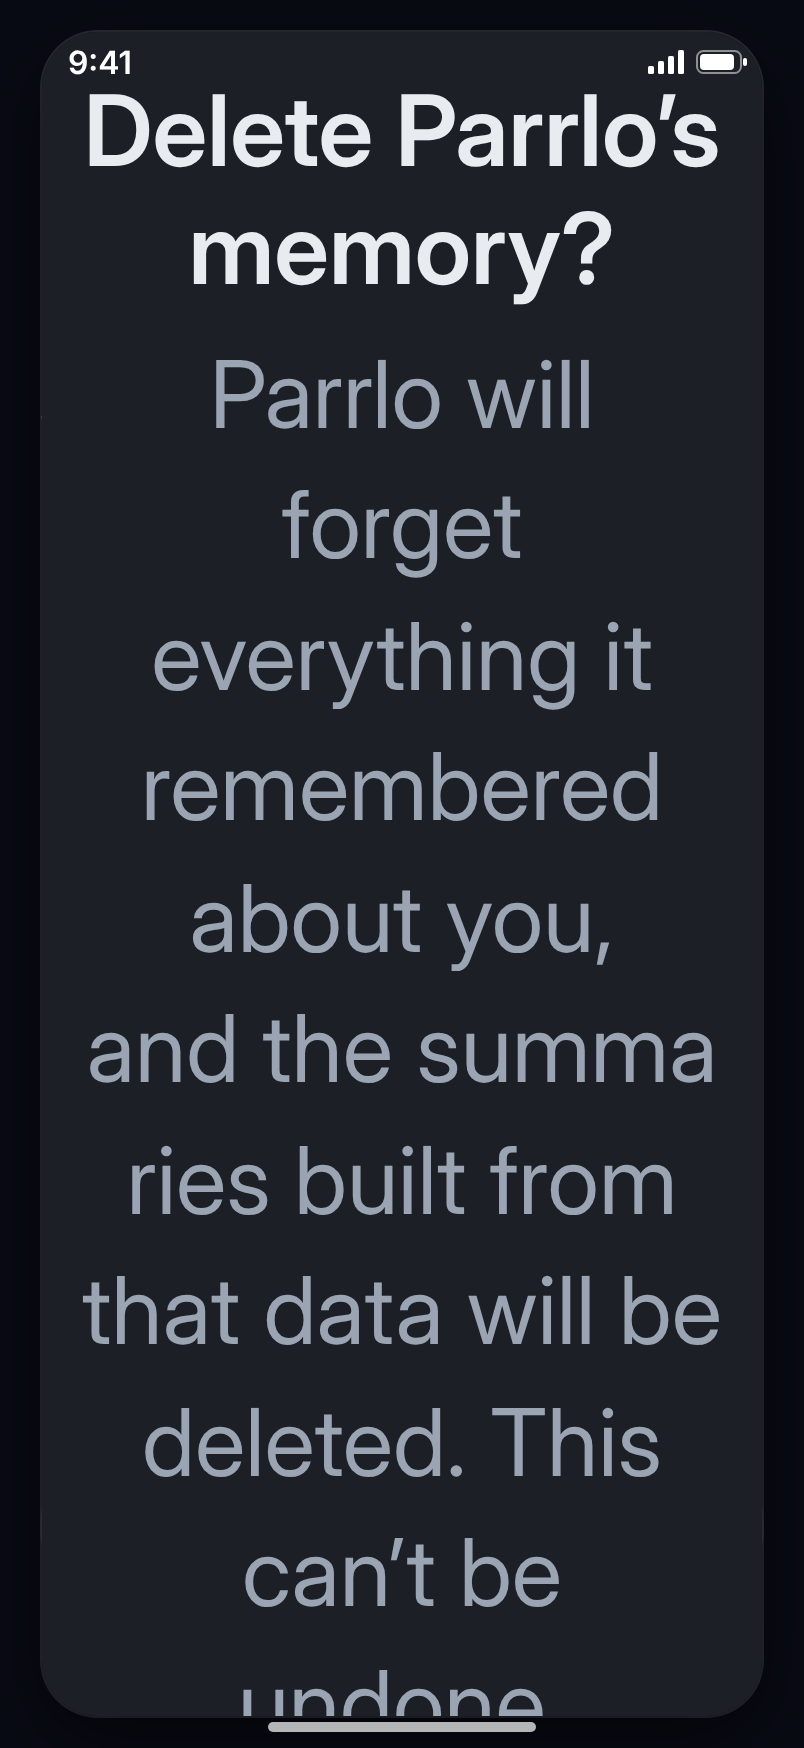 9:41
Delete Parrlo’s
memory?
Parrlo will
forget
everything it
remembered
about you,
and the summa
ries built from
that data will be
deleted. This
can’t be
undone.